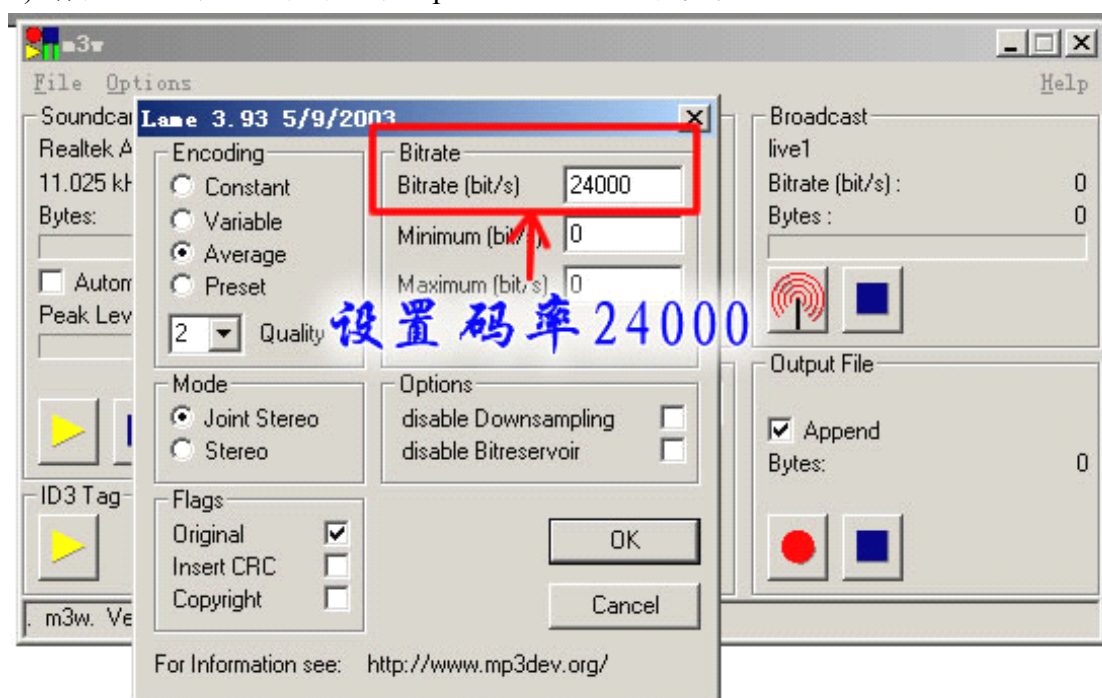 m3w
File Options Help
Soundcar
Realtek A
11.025 kH
Bytes:
Autom
Peak Lev
ID3 Tag
. m3w. Ve
Lame 3.93 5/9/2003
Encoding
Constant
Variable
Average
Preset
2 Quality
Bitrate
Bitrate (bit/s) 24000
Minimum (bit/s) 0
Maximum (bit/s) 0
设置码率24000
Mode
Joint Stereo
Stereo
Options
disable Downsampling
disable Bitreservoir
Flags
Original
Insert CRC
Copyright
OK
Cancel
For Information see: http://www.mp3dev.org/
Broadcast
live1
Bitrate (bit/s) : 0
Bytes : 0
Output File
Append
Bytes: 0